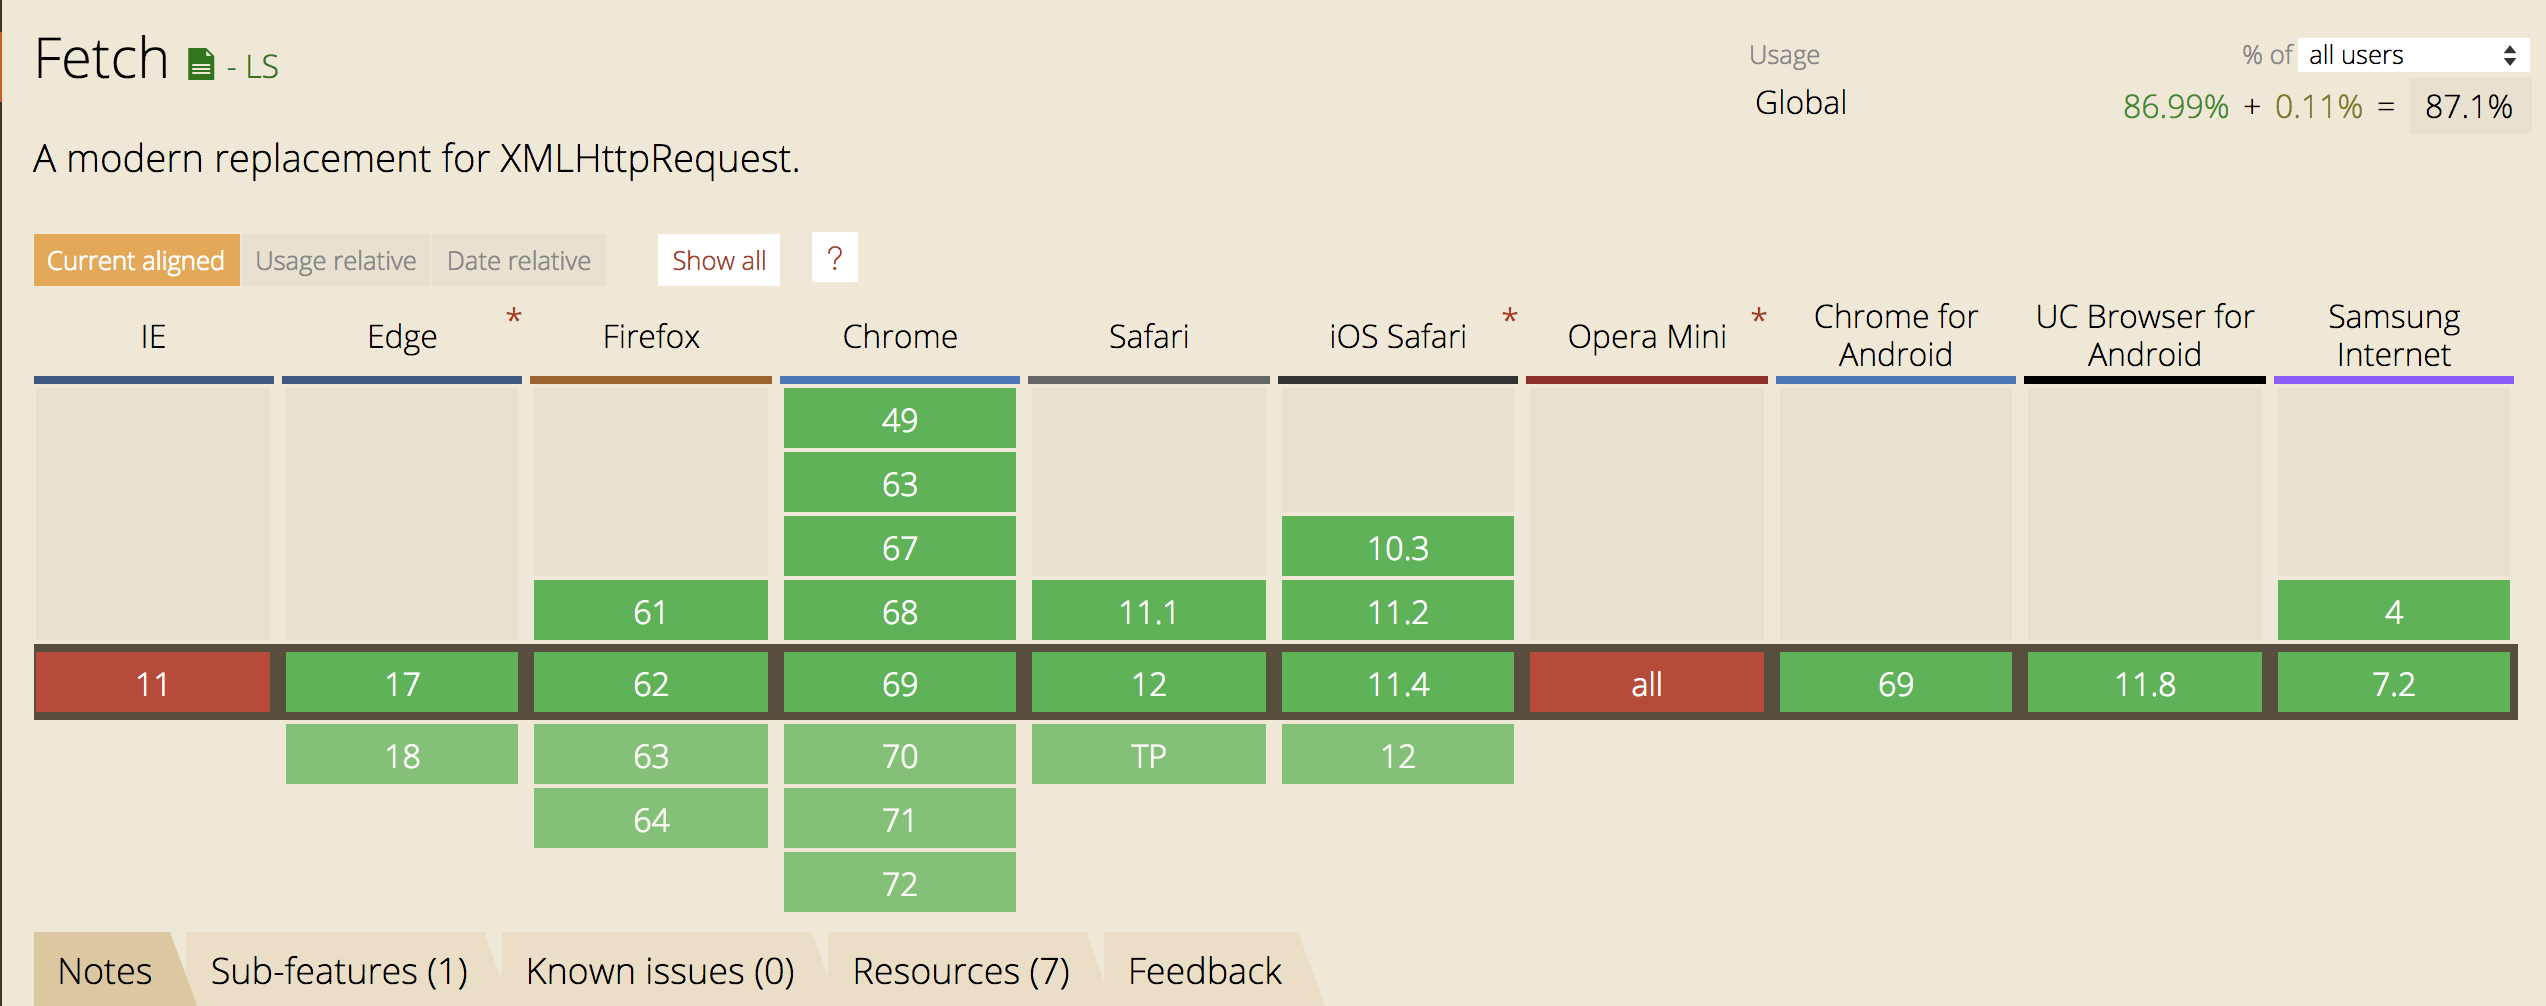 Fetch - LS
Usage % of all users
Global 86.99% + 0.11% = 87.1%
A modern replacement for XMLHttpRequest.
Current aligned Usage relative Date relative Show all ?
IE Edge * Firefox Chrome Safari iOS Safari * Opera Mini * Chrome for Android UC Browser for Android Samsung Internet
49
63
67 10.3
61 68 11.1 11.2 4
11 17 62 69 12 11.4 all 69 11.8 7.2
18 63 70 TP 12
64 71
72
Notes Sub-features (1) Known issues (0) Resources (7) Feedback